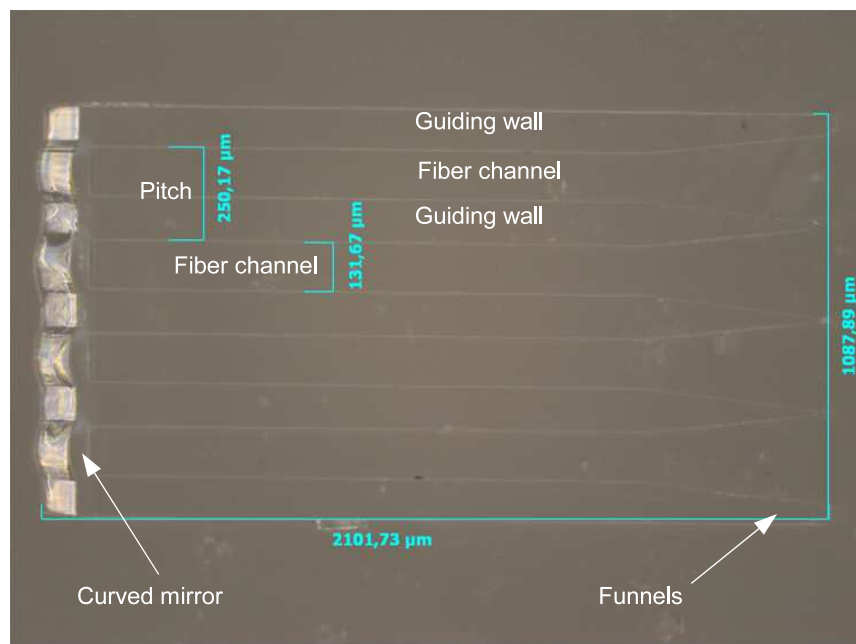 Guiding wall
Fiber channel
Pitch
250,17 µm
Guiding wall
Fiber channel
131,67 µm
1087,89 µm
2101,73 µm
Curved mirror
Funnels